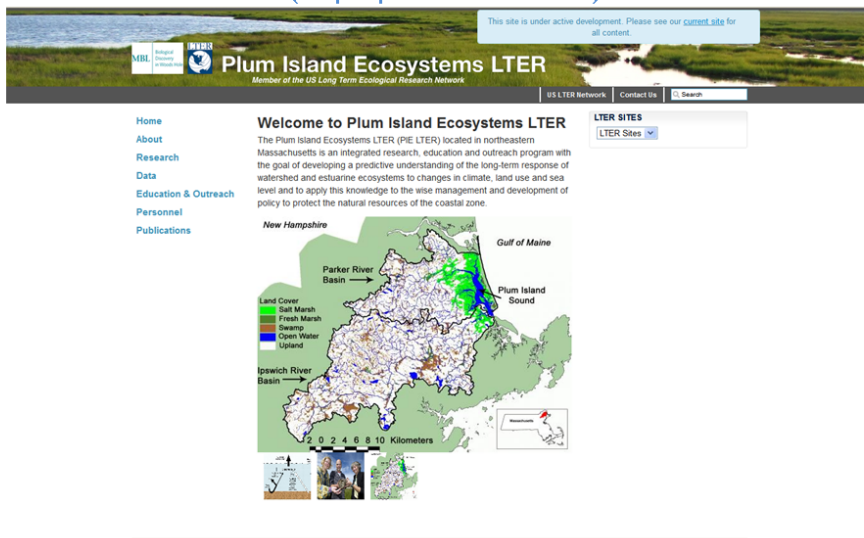 This site is under active development. Please see our current site for
all content.
MBL
Biological
Discovery
in Woods Hole
LTER
Plum Island Ecosystems LTER
Member of the US Long Term Ecological Research Network
US LTER Network
Contact Us
Search
Home
About
Research
Data
Education & Outreach
Personnel
Publications
Welcome to Plum Island Ecosystems LTER
The Plum Island Ecosystems LTER (PIE LTER) located in northeastern
Massachusetts is an integrated research, education and outreach program with
the goal of developing a predictive understanding of the long-term response of
watershed and estuarine ecosystems to changes in climate, land use and sea
level and to apply this knowledge to the wise management and development of
policy to protect the natural resources of the coastal zone.
LTER SITES
LTER Sites
New Hampshire
Gulf of Maine
Parker River
Basin
Plum Island
Sound
Land Cover
Salt Marsh
Fresh Marsh
Swamp
Open Water
Upland
Ipswich River
Basin
Massachusetts
2 0 2 4 6 8 10 Kilometers